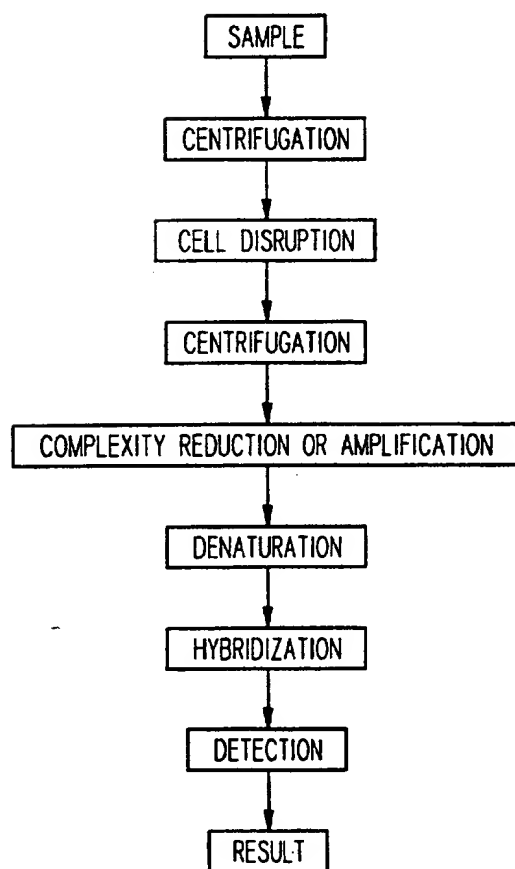 SAMPLE
CENTRIFUGATION
CELL DISRUPTION
CENTRIFUGATION
COMPLEXITY REDUCTION OR AMPLIFICATION
DENATURATION
HYBRIDIZATION
DETECTION
RESULT